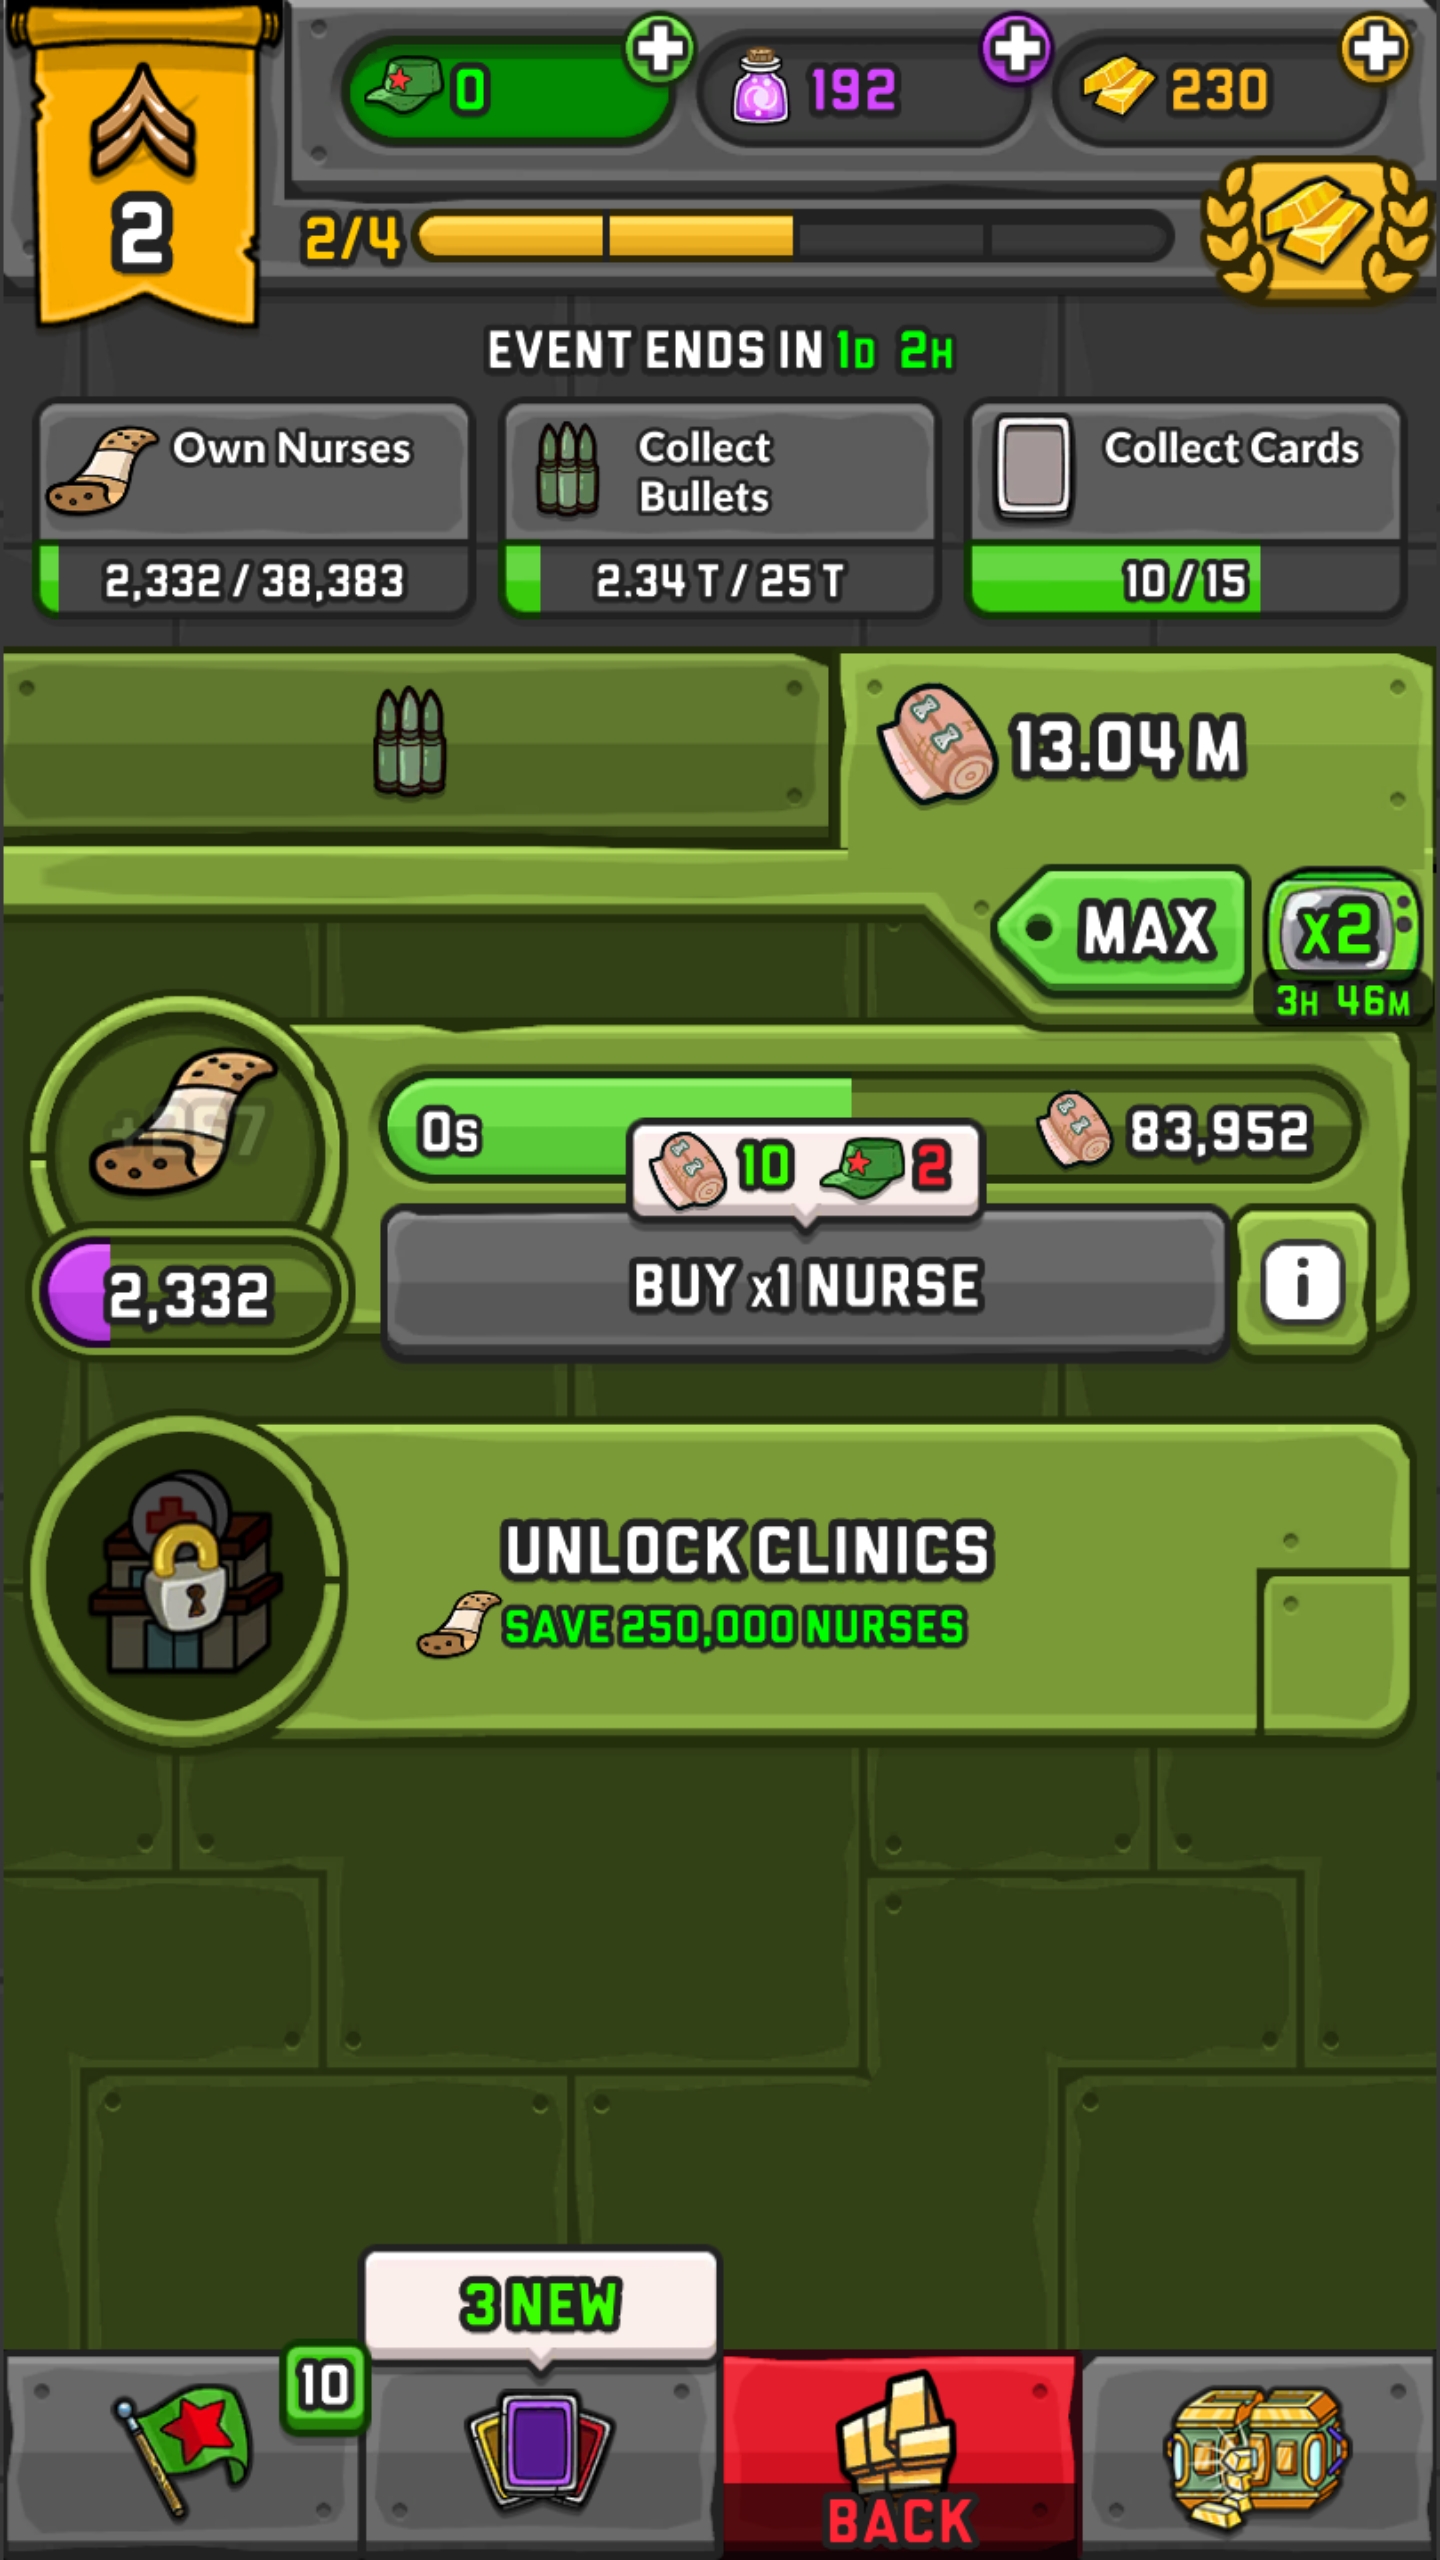 0
192
230
2
2/4
EVENT ENDS IN 1D 2H
Own Nurses
2,332 / 38,383
Collect
Bullets
2.34 T / 25 T
Collect Cards
10/15
13.04 M
MAX
x2
3H 46M
0s
83,952
10 2
2,332
BUY x1 NURSE
i
UNLOCK CLINICS
SAVE 250,000 NURSES
3 NEW
10
BACK